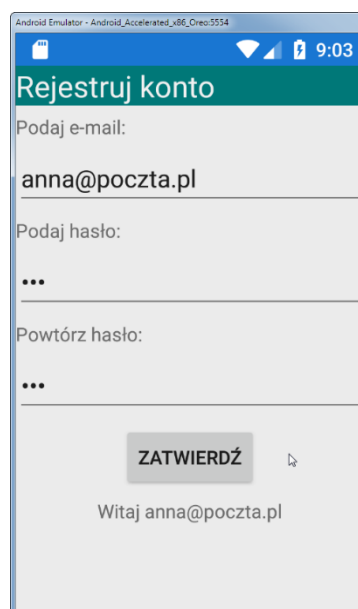 Android Emulator - Android_Accelerated_x86_Oreo:5554
9:03
Rejestruj konto
Podaj e-mail:
anna@poczta.pl
Podaj hasło:
•••
Powtórz hasło:
•••
ZATWIERDŹ
Witaj anna@poczta.pl